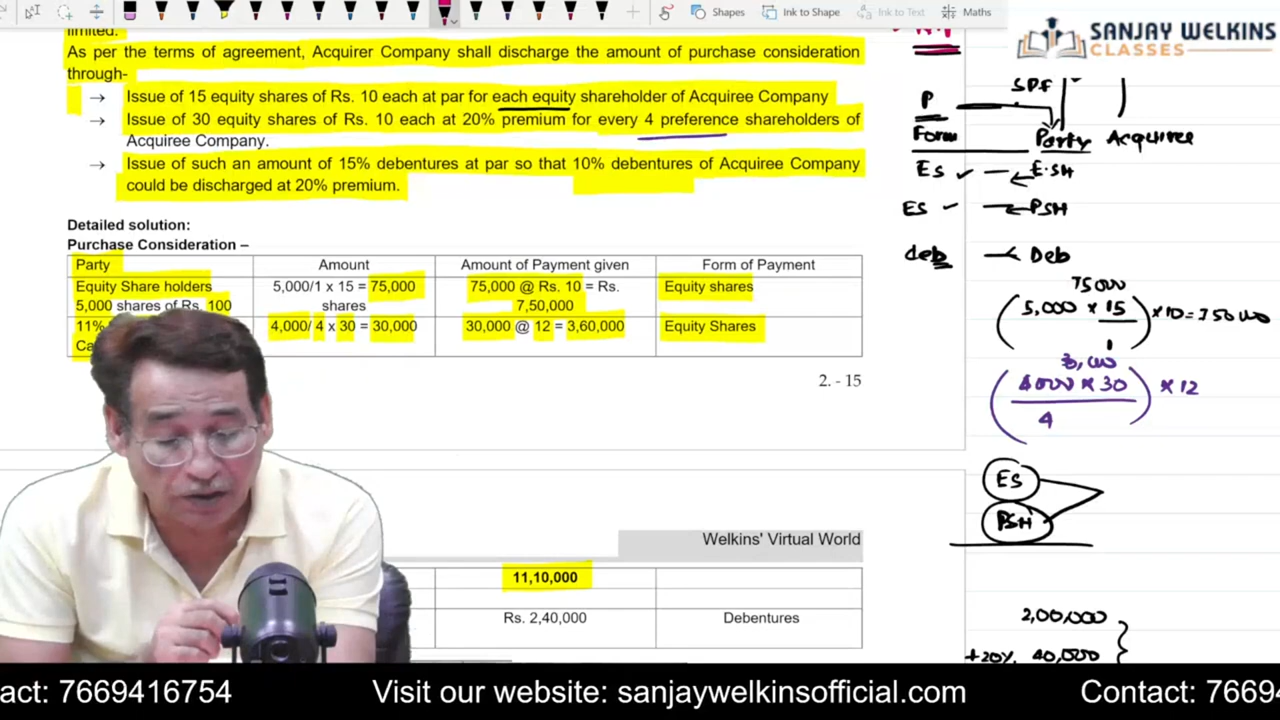 Shapes
Ink to Shape
Ink to Text
Maths
SANJAY WELKINS
CLASSES
limited.
As per the terms of agreement, Acquirer Company shall discharge the amount of purchase consideration
through-
→ Issue of 15 equity shares of Rs. 10 each at par for each equity shareholder of Acquiree Company
→ Issue of 30 equity shares of Rs. 10 each at 20% premium for every 4 preference shareholders of
Acquiree Company.
→ Issue of such an amount of 15% debentures at par so that 10% debentures of Acquiree Company
could be discharged at 20% premium.
Detailed solution:
Purchase Consideration –
Party Amount Amount of Payment given Form of Payment
Equity Share holders 5,000/1 x 15 = 75,000 75,000 @ Rs. 10 = Rs. Equity shares
5,000 shares of Rs. 100 shares 7,50,000
11% 4,000/ 4 x 30 = 30,000 30,000 @ 12 = 3,60,000 Equity Shares
Ca
2. - 15
Welkins' Virtual World
11,10,000
Rs. 2,40,000 Debentures
S.P.F
P
Form Party Acquiree
ES E.SH
ES PSH
deb Deb
75000
(5,000 × 15) × 10 = 750000
1
(4000 × 30) × 12
4
ES
PSH
2,00,000
+20% 40,000
act: 7669416754 Visit our website: sanjaywelkinsofficial.com Contact: 7669